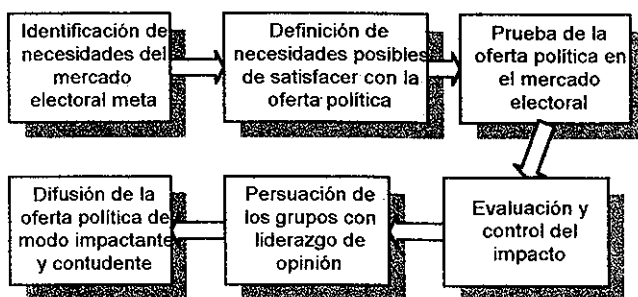 Identificación de
necesidades del
mercado
electoral meta
Definición de
necesidades posibles
de satisfacer con la
oferta política
Prueba de la
oferta política en
el mercado
electoral
Evaluación y
control del
impacto
Persuación de
los grupos con
liderazgo de
opinión
Difusión de la
oferta política de
modo impactante
y contudente